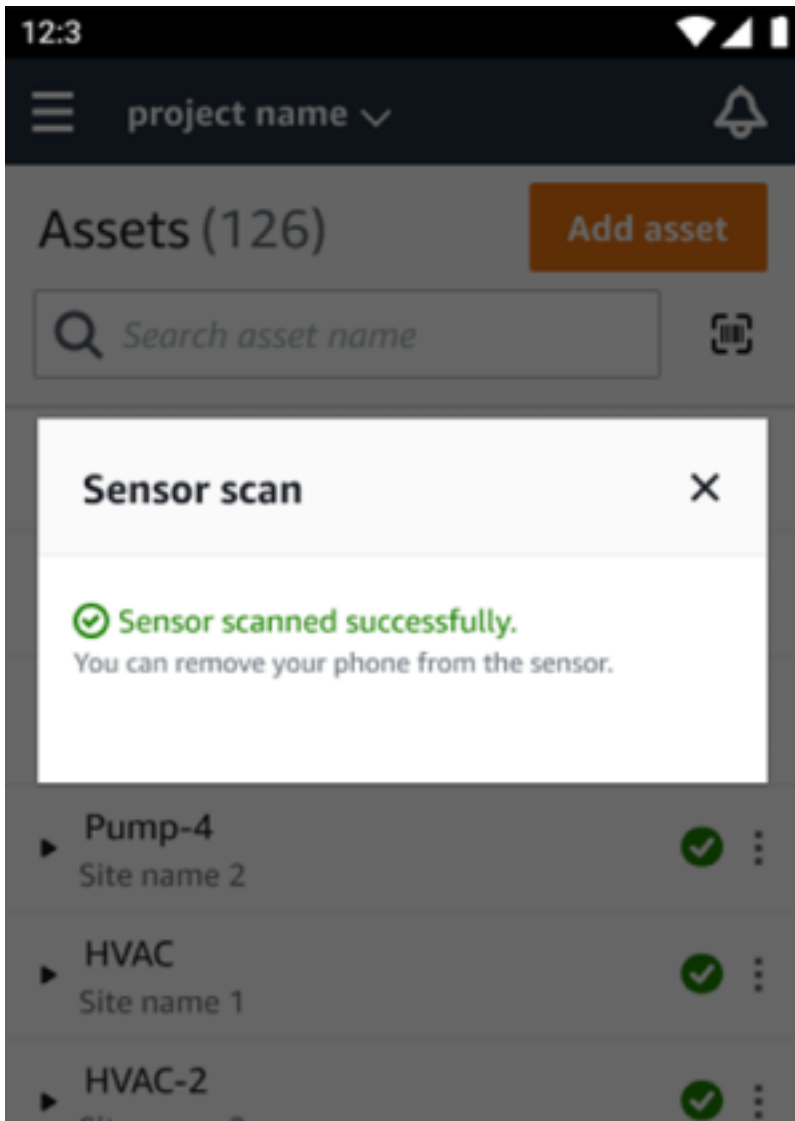 12:3
project name
Assets (126)
Add asset
Search asset name
Sensor scan
Sensor scanned successfully.
You can remove your phone from the sensor.
Pump-4
Site name 2
HVAC
Site name 1
HVAC-2